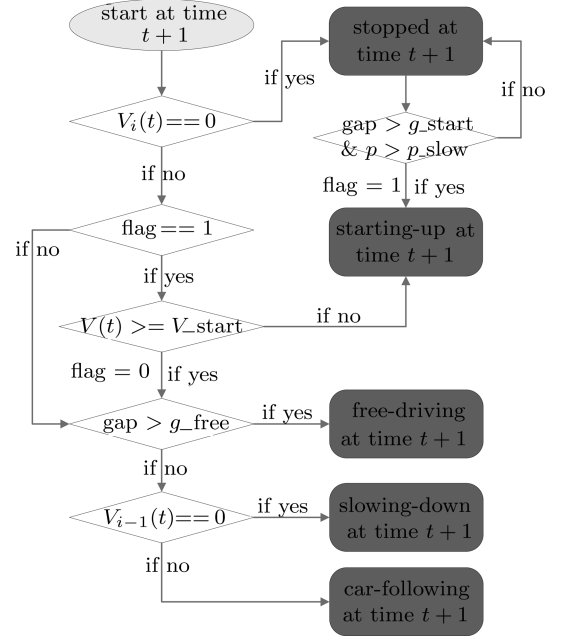 start at time
t + 1
if yes
stopped at
time t + 1
if no
V_i(t)==0
gap > g_start
& p > p_slow
if no
flag = 1
if yes
flag == 1
starting-up at
time t + 1
if no
if yes
V(t) >= V_start
if no
flag = 0
if yes
gap > g_free
if yes
free-driving
at time t + 1
if no
V_{i−1}(t)==0
if yes
slowing-down
at time t + 1
if no
car-following
at time t + 1